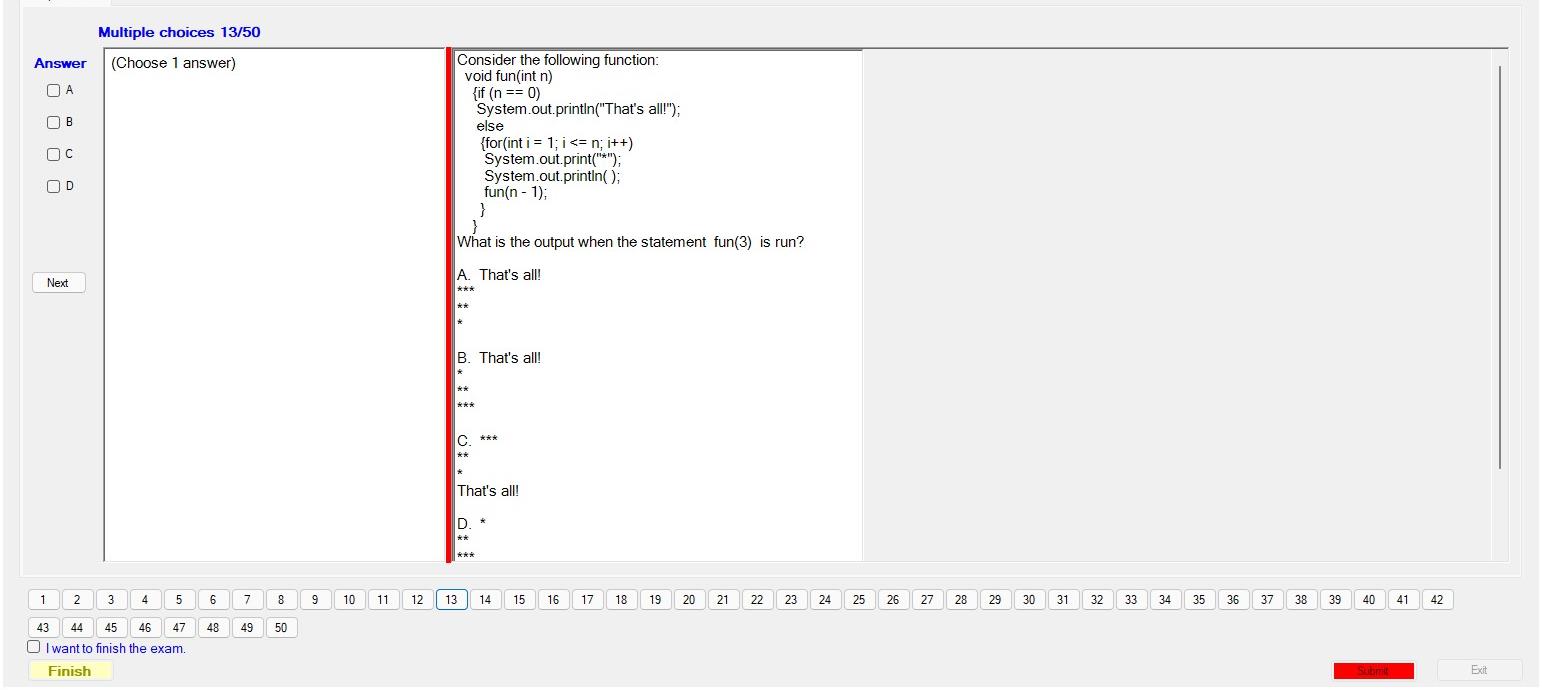 Multiple choices 13/50
Answer
(Choose 1 answer)
A
B
C
D
Next
Consider the following function:
void fun(int n)
{if (n == 0)
System.out.println("That's all!");
else
{for(int i = 1; i <= n; i++)
System.out.print("*");
System.out.println( );
fun(n - 1);
}
}
What is the output when the statement fun(3) is run?
A. That's all!
***
**
*
B. That's all!
*
**
***
C. ***
**
*
That's all!
D. *
**
***
1 2 3 4 5 6 7 8 9 10 11 12 13 14 15 16 17 18 19 20 21 22 23 24 25 26 27 28 29 30 31 32 33 34 35 36 37 38 39 40 41 42
43 44 45 46 47 48 49 50
I want to finish the exam.
Finish
Submit
Exit